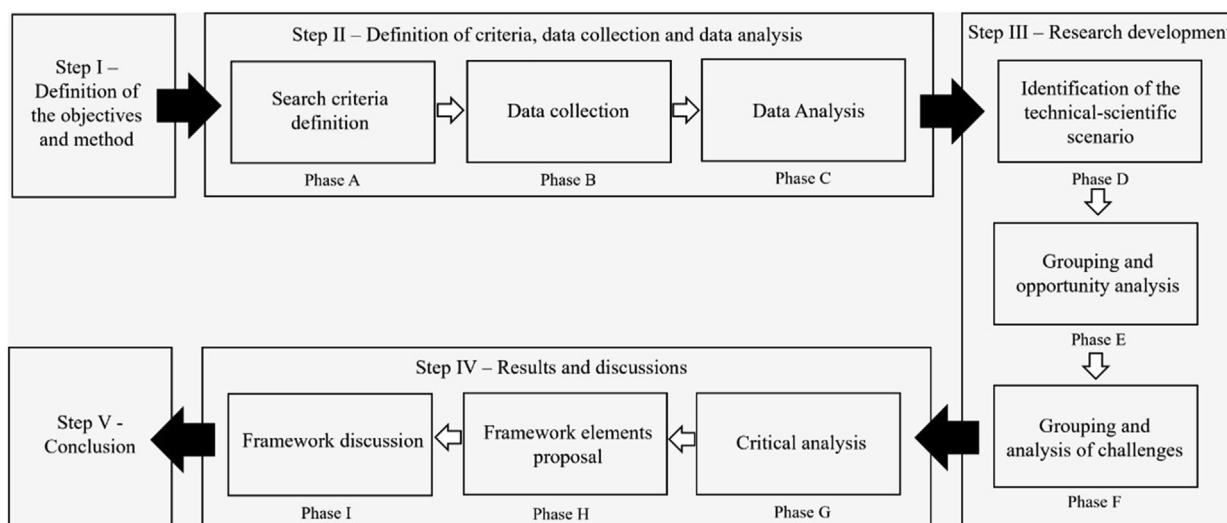 Step I –
Definition of
the objectives
and method
Step II – Definition of criteria, data collection and data analysis
Search criteria
definition
Phase A
Data collection
Phase B
Data Analysis
Phase C
Step III – Research development
Identification of the
technical-scientific
scenario
Phase D
Grouping and
opportunity analysis
Phase E
Grouping and
analysis of challenges
Phase F
Step IV – Results and discussions
Critical analysis
Phase G
Framework elements
proposal
Phase H
Framework discussion
Phase I
Step V -
Conclusion